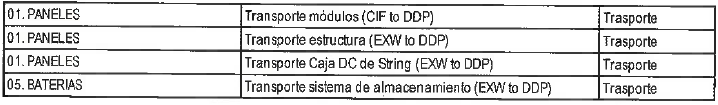 01. PANELES Transporte módulos (CIF to DDP) Trasporte
01. PANELES Transporte estructura (EXW to DDP) Trasporte
01. PANELES Transporte Caja DC de String (EXW to DDP) Trasporte
05. BATERIAS Transporte sistema de almacenamiento (EXW to DDP) Trasporte